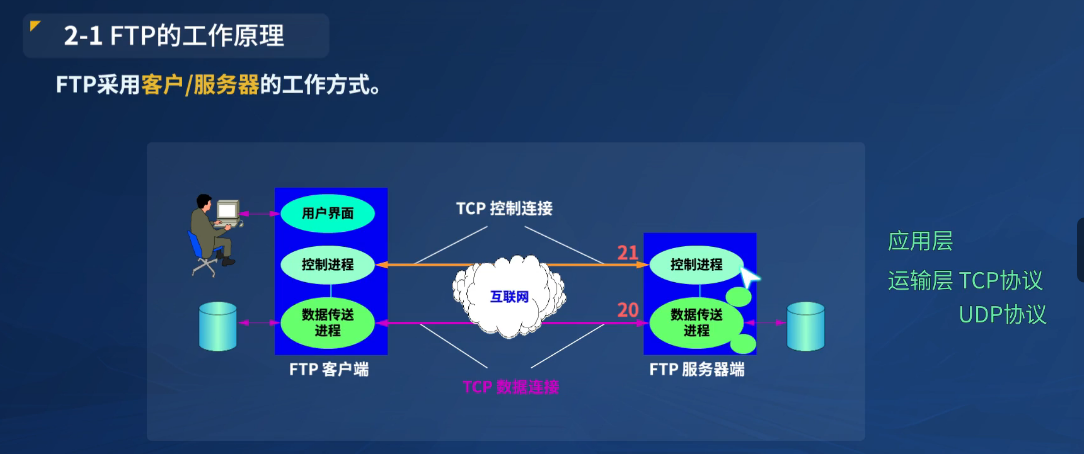 2-1 FTP的工作原理
FTP采用客户/服务器的工作方式。
用户界面
控制进程
数据传送
进程
FTP 客户端
TCP 控制连接
互联网
TCP 数据连接
21
20
控制进程
数据传送
进程
FTP 服务器端
应用层
运输层 TCP协议
UDP协议